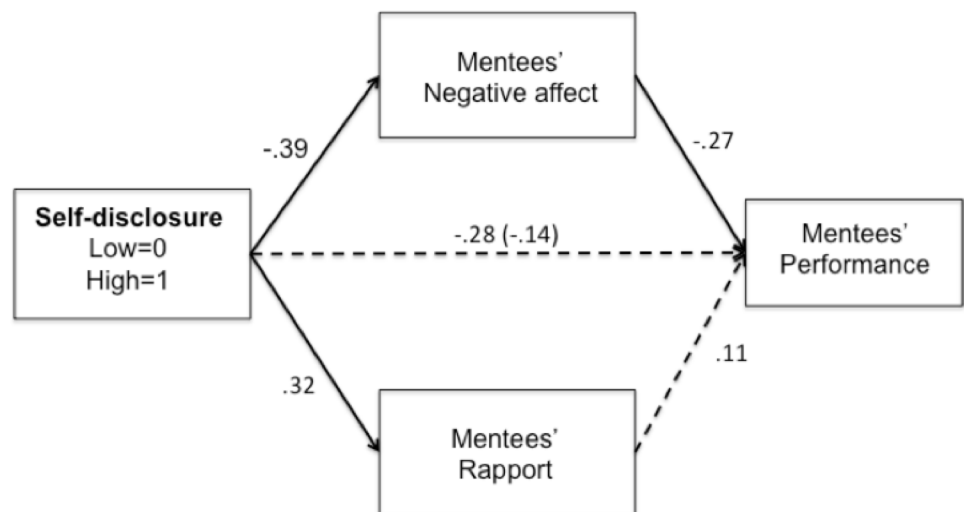 Mentees'
Negative affect
-.39
-.27
Self-disclosure
Low=0
High=1
-.28 (-.14)
Mentees'
Performance
.32
.11
Mentees'
Rapport